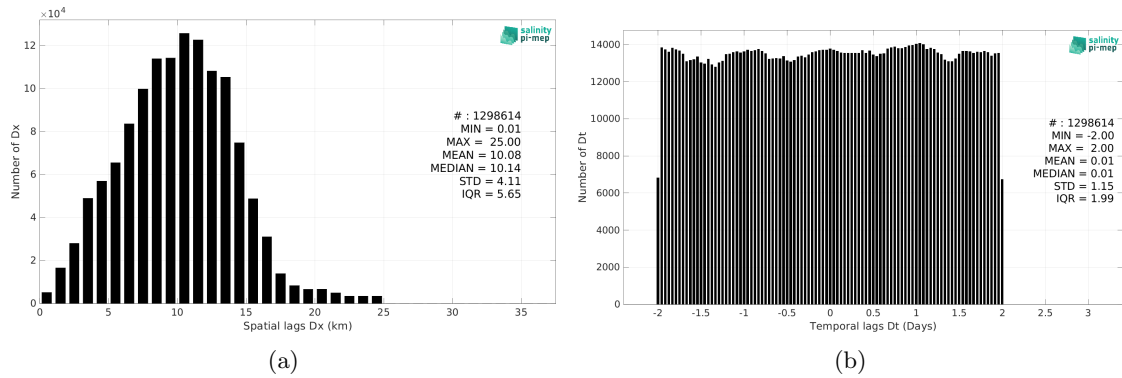 ×10⁴
12
10
8
6
4
2
0
Number of Dx
0 5 10 15 20 25 30 35
Spatial lags Dx (km)
salinity
pi-mep
# : 1298614
MIN = 0.01
MAX = 25.00
MEAN = 10.08
MEDIAN = 10.14
STD = 4.11
IQR = 5.65
(a)
14000
12000
10000
8000
6000
4000
2000
0
Number of Dt
-2 -1.5 -1 -0.5 0 0.5 1 1.5 2 2.5 3
Temporal lags Dt (Days)
salinity
pi-mep
# : 1298614
MIN = -2.00
MAX = 2.00
MEAN = 0.01
MEDIAN = 0.01
STD = 1.15
IQR = 1.99
(b)